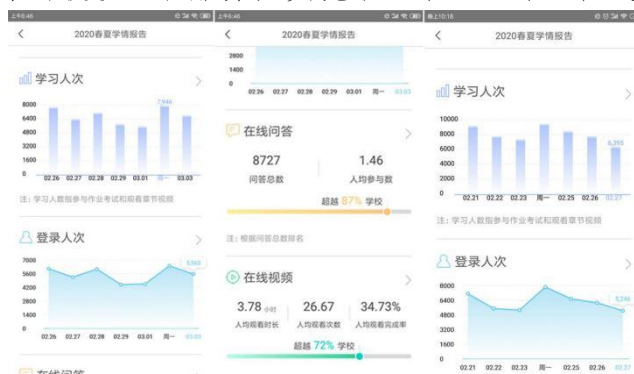 上午8:46
2020春夏学情报告
学习人次
8000
6400
4800
3200
1600
0
7,944
02.26 02.27 02.28 02.29 03.01 周一 03.03
注：学习人数指参与作业考试和观看章节视频
登录人次
7000
5600
4200
2800
1400
0
02.26 02.27 02.28 02.29 03.01 周一 03.03
在线问答
上午8:46
2020春夏学情报告
2800
1400
0
02.26 02.27 02.28 02.29 03.01 周一 03.03
在线问答
8727 1.46
问答总数 人均参与数
超越 87% 学校
注：根据问答总数排名
在线视频
3.78 小时 26.67 34.73%
人均观看时长 人均观看次数 人均观看完成率
超越 72% 学校
晚上10:18
2020春夏学情报告
学习人次
10000
8000
6000
4000
2000
0
6,395
02.21 02.22 02.23 周一 02.25 02.26 02.27
注：学习人数指参与作业考试和观看章节视频
登录人次
8000
6400
4800
3200
1600
0
5,246
02.21 02.22 02.23 周一 02.25 02.26 02.27